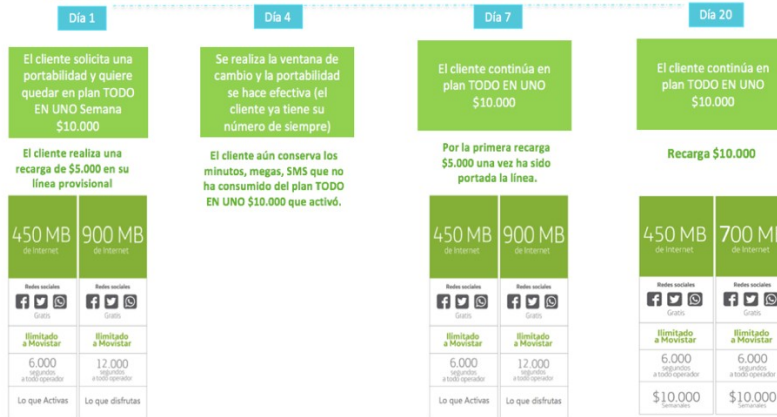 Día 1
Día 4
Día 7
Día 20
El cliente solicita una
portabilidad y quiere
quedar en plan TODO
EN UNO Semana
$10.000
Se realiza la ventana de
cambio y la portabilidad
se hace efectiva (el
cliente ya tiene su
número de siempre)
El cliente continúa en
plan TODO EN UNO
$10.000
El cliente continúa en
plan TODO EN UNO
$10.000
El cliente realiza una
recarga de $5.000 en su
línea provisional
El cliente aún conserva los
minutos, megas, SMS que no
ha consumido del plan TODO
EN UNO $10.000 que activó.
Por la primera recarga
$5.000 una vez ha sido
portada la línea.
Recarga $10.000
450 MB
de Internet
Redes sociales
Gratis
Ilimitado
a Movistar
6.000
segundos
a todo operador
Lo que Activas
900 MB
de Internet
Redes sociales
Gratis
Ilimitado
a Movistar
12.000
segundos
a todo operador
Lo que disfrutas
450 MB
de Internet
Redes sociales
Gratis
Ilimitado
a Movistar
6.000
segundos
a todo operador
Lo que Activas
900 MB
de Internet
Redes sociales
Gratis
Ilimitado
a Movistar
12.000
segundos
a todo operador
Lo que disfrutas
450 MB
de Internet
Redes sociales
Gratis
Ilimitado
a Movistar
6.000
segundos
a todo operador
$10.000
Semanales
700 M
de Internet
Redes sociales
Gratis
Ilimitado
a Movistar
6.000
segundos
a todo operador
$10.000
Semanales